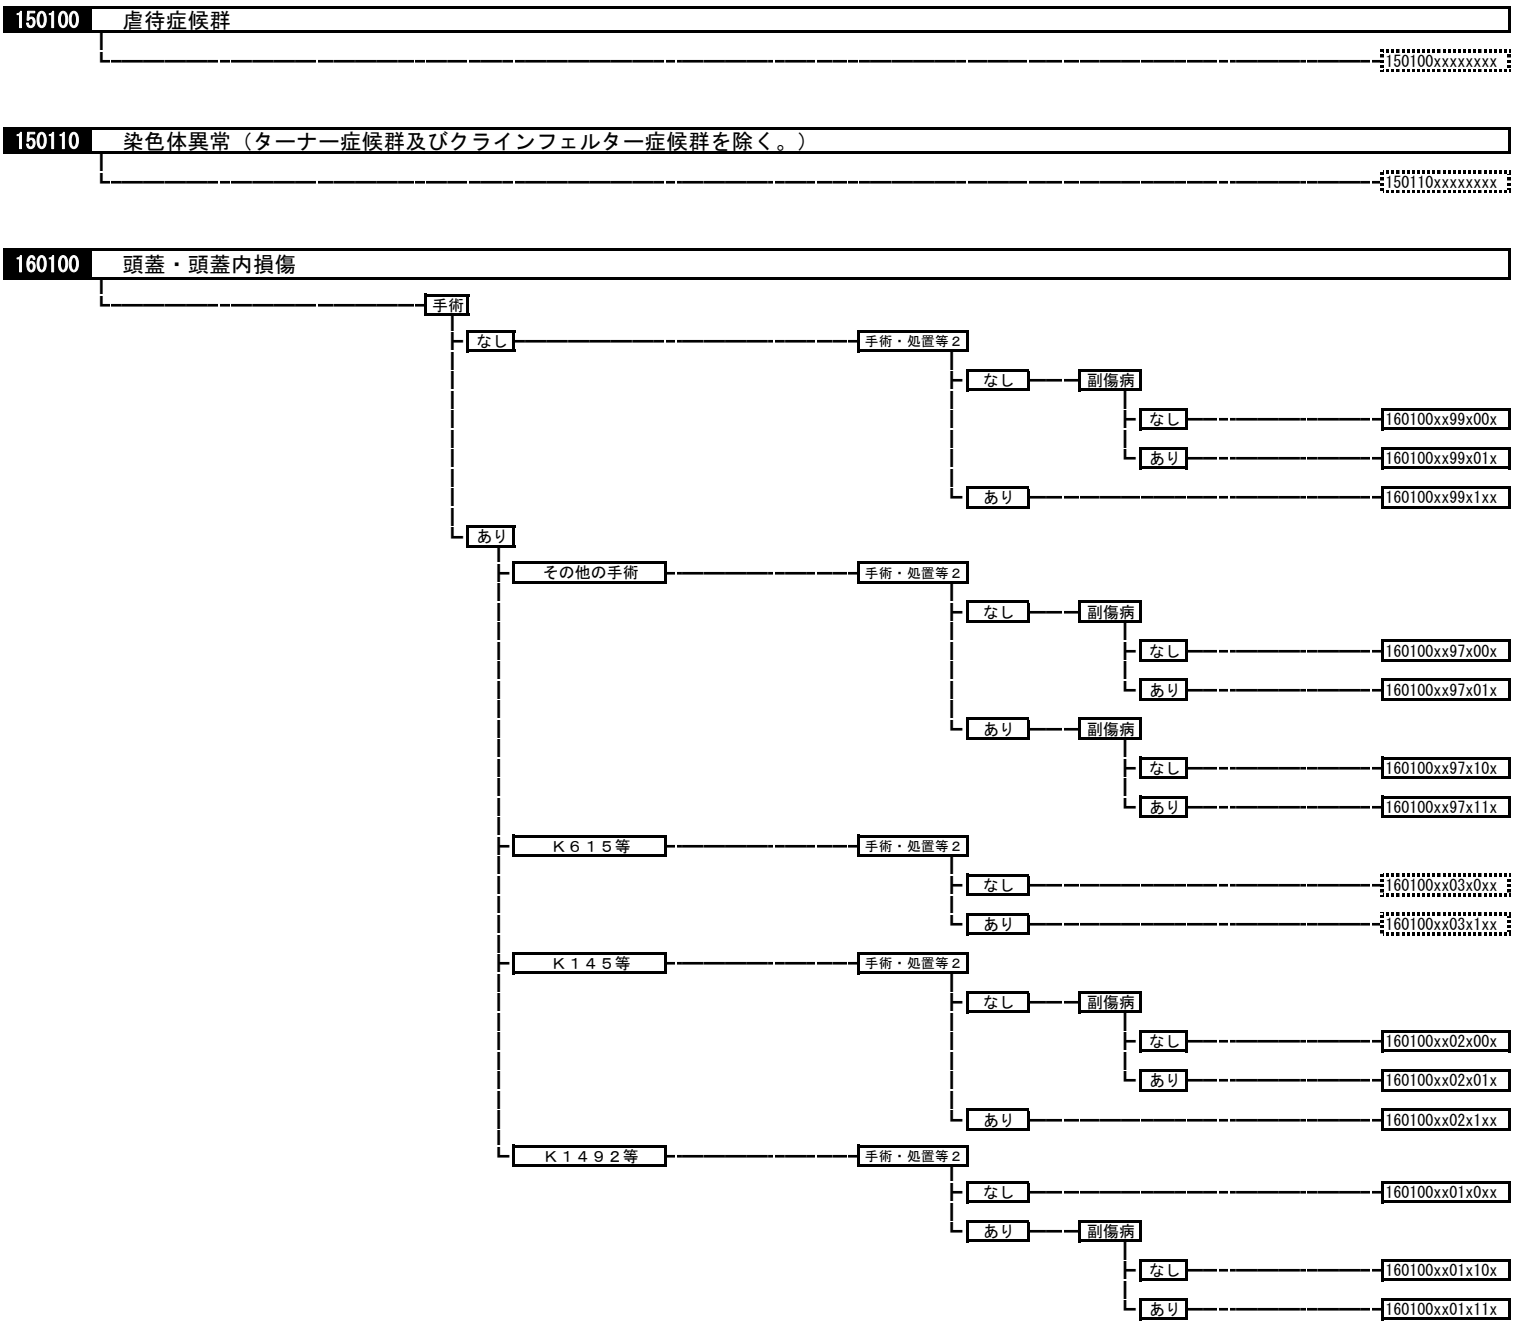 150100 虐待症候群
150100xxxxxxxx
150110 染色体異常（ターナー症候群及びクラインフェルター症候群を除く。）
150110xxxxxxxx
160100 頭蓋・頭蓋内損傷
手術
なし 手術・処置等２
なし 副傷病
なし 160100xx99x00x
あり 160100xx99x01x
あり 160100xx99x1xx
あり
その他の手術 手術・処置等２
なし 副傷病
なし 160100xx97x00x
あり 160100xx97x01x
あり 副傷病
なし 160100xx97x10x
あり 160100xx97x11x
Ｋ６１５等 手術・処置等２
なし 160100xx03x0xx
あり 160100xx03x1xx
Ｋ１４５等 手術・処置等２
なし 副傷病
なし 160100xx02x00x
あり 160100xx02x01x
あり 160100xx02x1xx
Ｋ１４９２等 手術・処置等２
なし 160100xx01x0xx
あり 副傷病
なし 160100xx01x10x
あり 160100xx01x11x